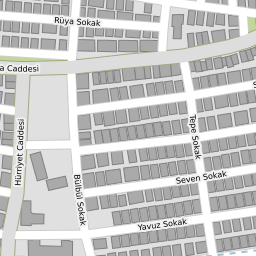 Rüya Sokak
a Caddesi
S
Tepe Sokak
Hürriyet Caddesi
Bülbül Sokak
Seven Sokak
Yavuz Sokak